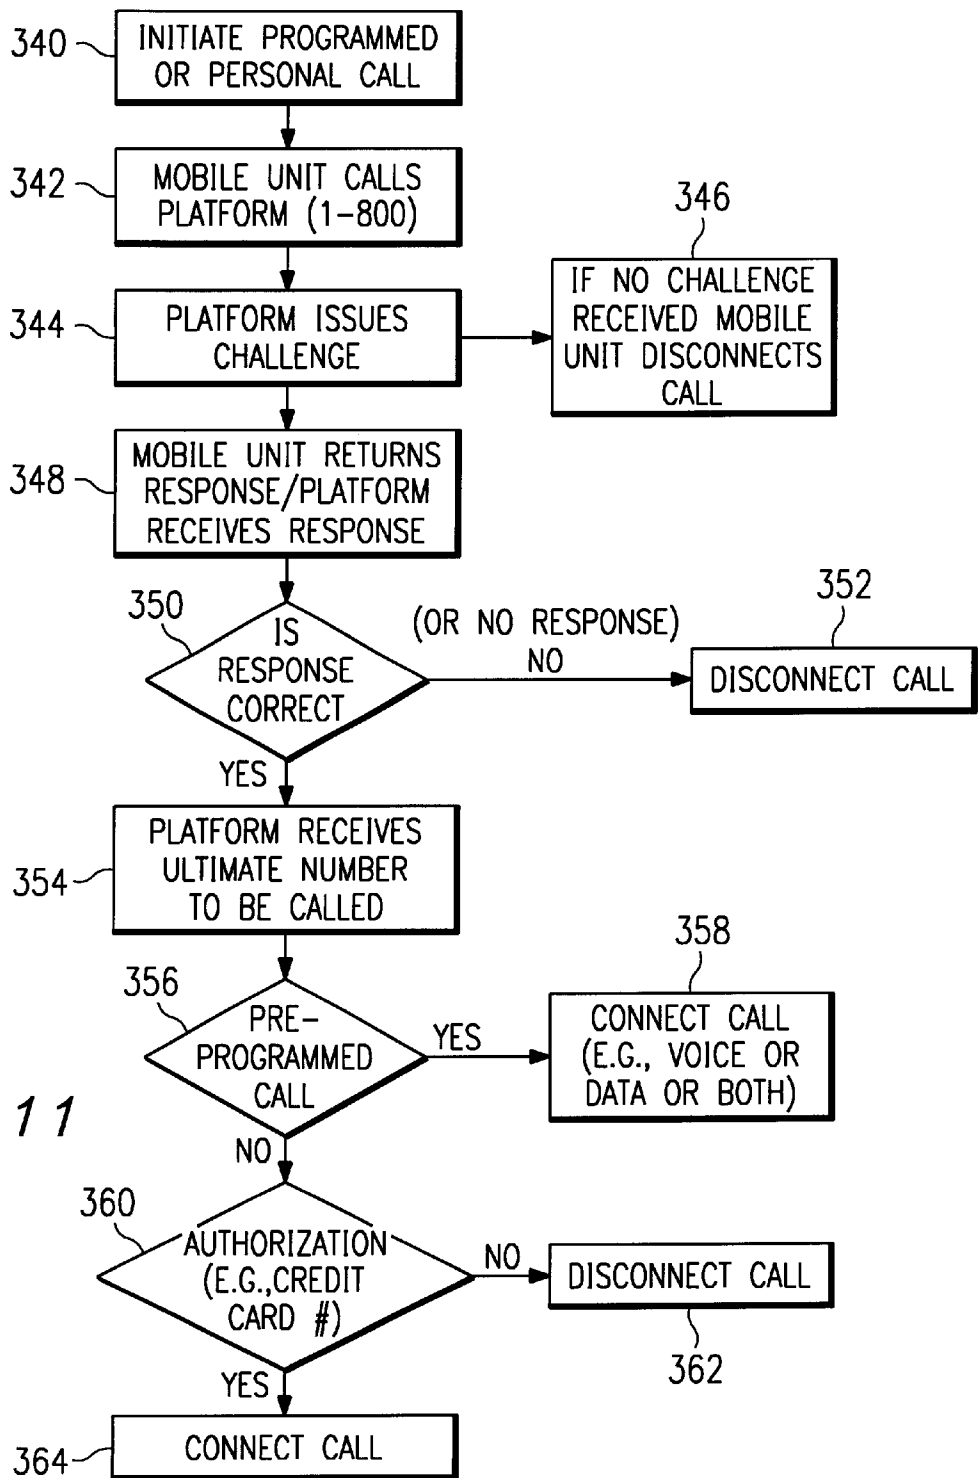 340
INITIATE PROGRAMMED
OR PERSONAL CALL
342
MOBILE UNIT CALLS
PLATFORM (1-800)
344
PLATFORM ISSUES
CHALLENGE
346
IF NO CHALLENGE
RECEIVED MOBILE
UNIT DISCONNECTS
CALL
348
MOBILE UNIT RETURNS
RESPONSE/PLATFORM
RECEIVES RESPONSE
350
IS
RESPONSE
CORRECT
(OR NO RESPONSE)
NO
352
DISCONNECT CALL
YES
354
PLATFORM RECEIVES
ULTIMATE NUMBER
TO BE CALLED
356
PRE-
PROGRAMMED
CALL
YES
358
CONNECT CALL
(E.G., VOICE OR
DATA OR BOTH)
11
NO
360
AUTHORIZATION
(E.G.,CREDIT
CARD #)
NO
DISCONNECT CALL
362
YES
364
CONNECT CALL